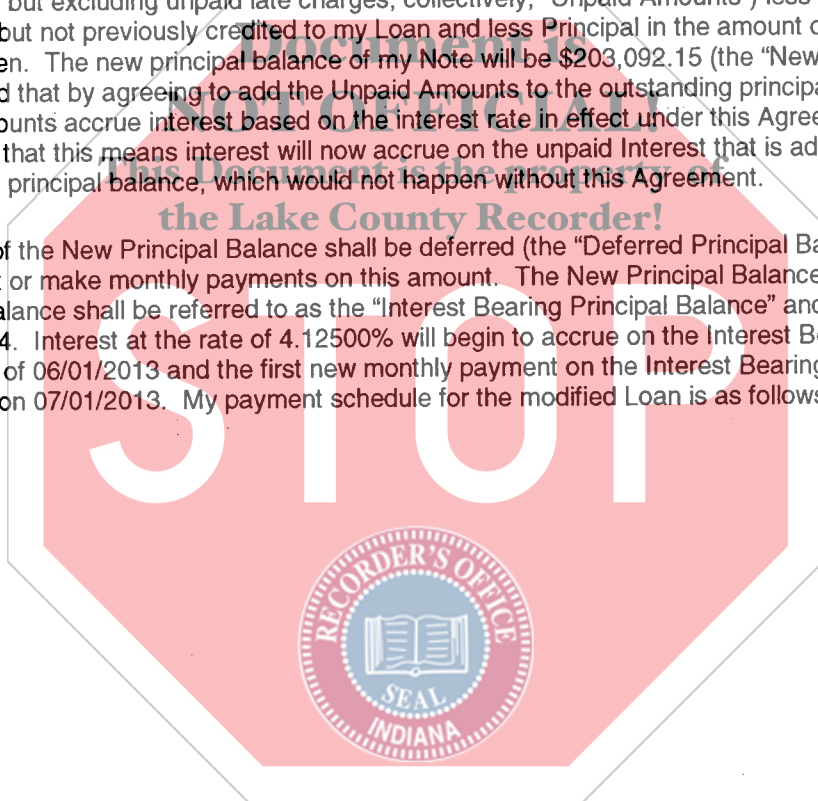 but excluding unpaid late charges, collectively, "Unpaid Amounts") less
but not previously credited to my Loan and less Principal in the amount
en. The new principal balance of my Note will be $203,092.15 (the "New
d that by agreeing to add the Unpaid Amounts to the outstanding principa
ounts accrue interest based on the interest rate in effect under this Agree
that this means interest will now accrue on the unpaid Interest that is ad
principal balance, which would not happen without this Agreement.
Document is
NOT OFFICIAL!
This Document is the property of
the Lake County Recorder!
of the New Principal Balance shall be deferred (the "Deferred Principal Ba
or make monthly payments on this amount. The New Principal Balance
alance shall be referred to as the "Interest Bearing Principal Balance" and
4. Interest at the rate of 4.12500% will begin to accrue on the Interest B
of 06/01/2013 and the first new monthly payment on the Interest Bearing
on 07/01/2013. My payment schedule for the modified Loan is as follows
STOP
RECORDER'S OFFICE
SEAL
INDIANA